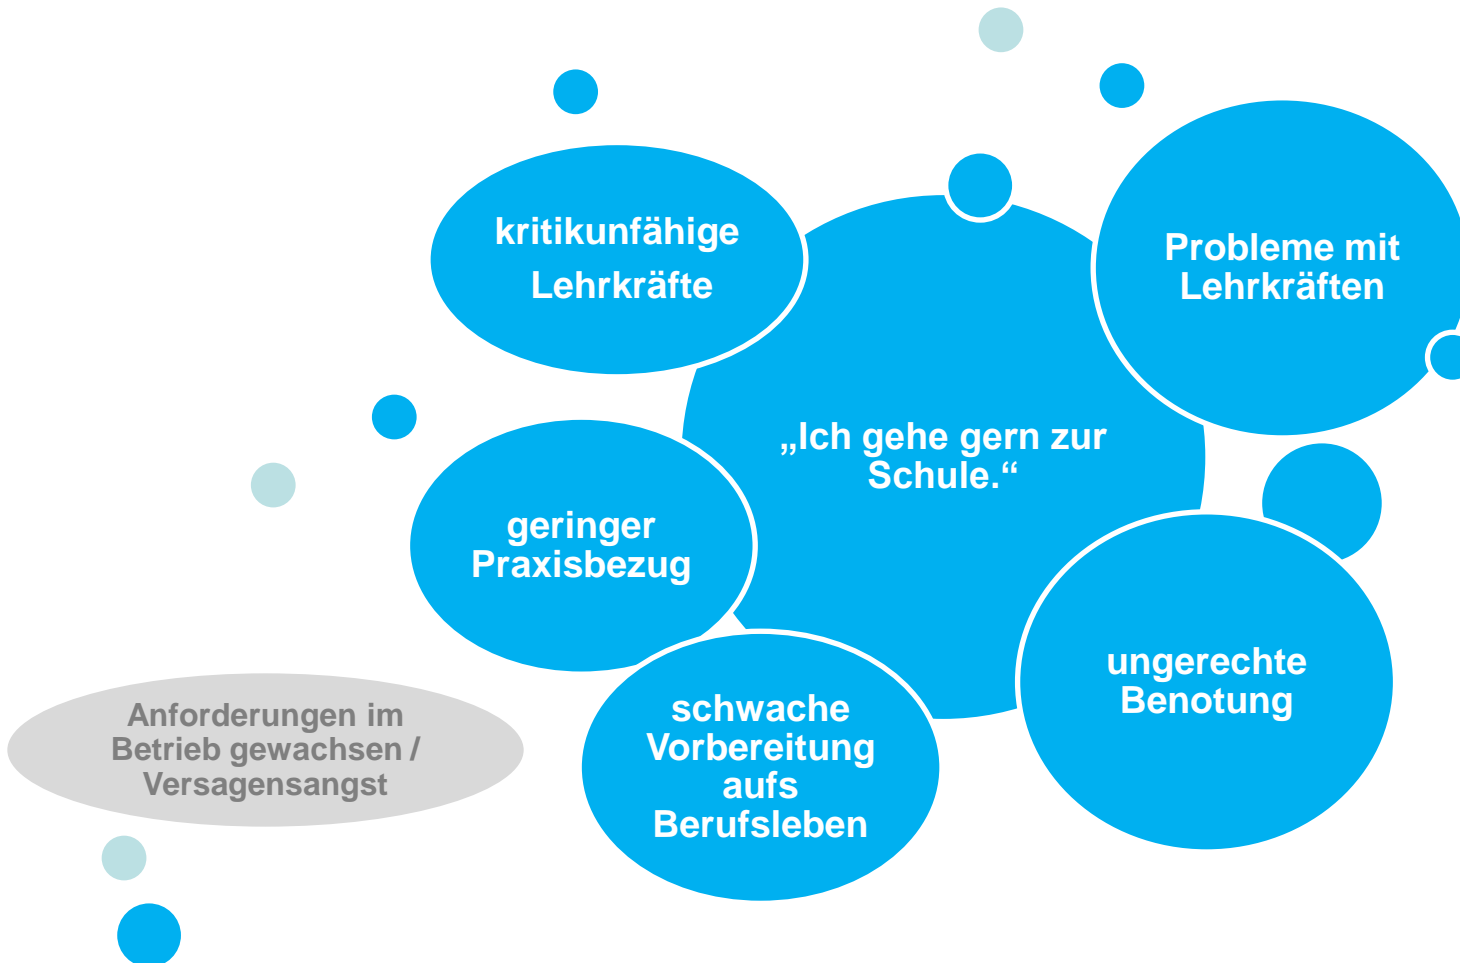 kritikunfähige
Lehrkräfte
Probleme mit
Lehrkräften
„Ich gehe gern zur
Schule.“
geringer
Praxisbezug
ungerechte
Benotung
schwache
Vorbereitung
aufs
Berufsleben
Anforderungen im
Betrieb gewachsen /
Versagensangst